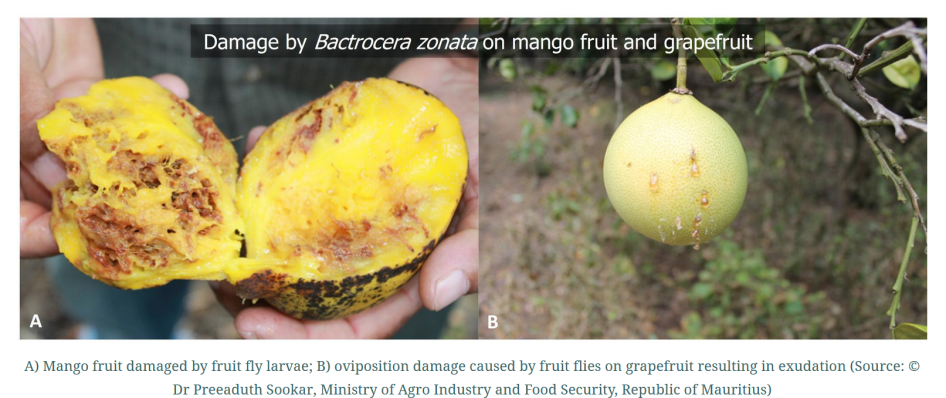 Damage by Bactrocera zonata on mango fruit and grapefruit
A
B
A) Mango fruit damaged by fruit fly larvae; B) oviposition damage caused by fruit flies on grapefruit resulting in exudation (Source: ©
Dr Preeaduth Sookar, Ministry of Agro Industry and Food Security, Republic of Mauritius)